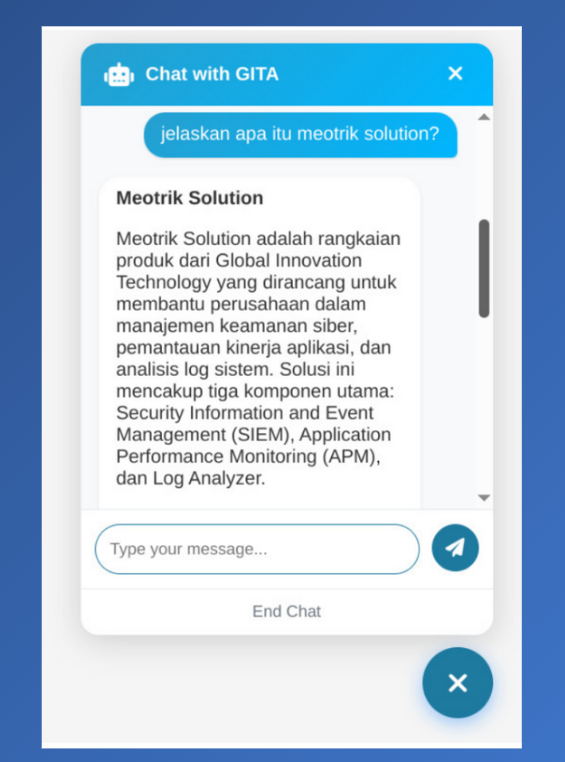 Chat with GITA
jelaskan apa itu meotrik solution?
Meotrik Solution
Meotrik Solution adalah rangkaian
produk dari Global Innovation
Technology yang dirancang untuk
membantu perusahaan dalam
manajemen keamanan siber,
pemantauan kinerja aplikasi, dan
analisis log sistem. Solusi ini
mencakup tiga komponen utama:
Security Information and Event
Management (SIEM), Application
Performance Monitoring (APM),
dan Log Analyzer.
Type your message...
End Chat